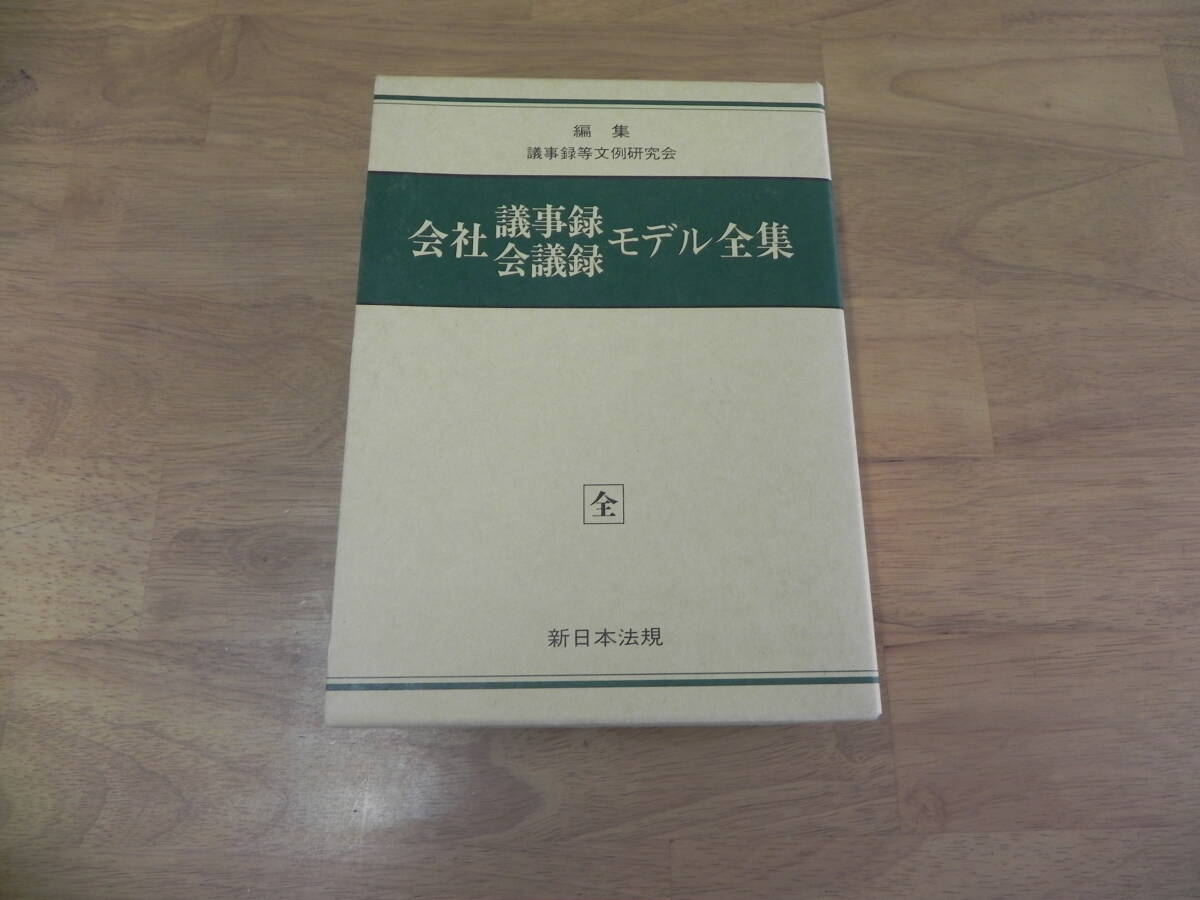 編 集
議事録等文例研究会
会社 議事録 会議録 モデル全集
全
新日本法規